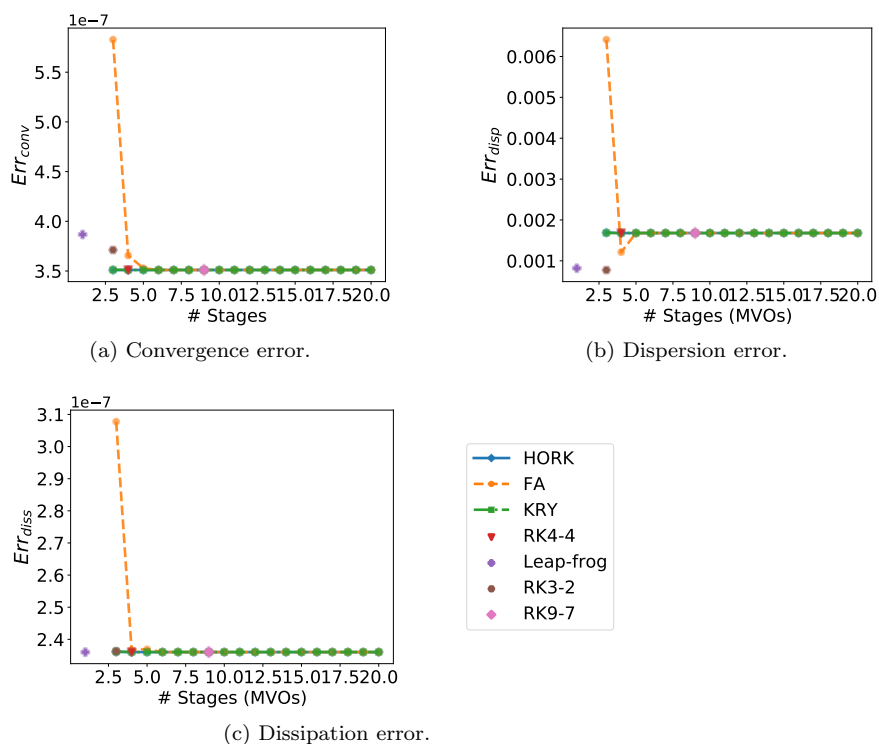 1e−7
5.5
5.0
4.5
4.0
3.5
Err_conv
2.5 5.0 7.5 10.0 12.5 15.0 17.5 20.0
# Stages
(a) Convergence error.
0.006
0.005
0.004
0.003
0.002
0.001
Err_disp
2.5 5.0 7.5 10.0 12.5 15.0 17.5 20.0
# Stages (MVOs)
(b) Dispersion error.
1e−7
3.1
3.0
2.9
2.8
2.7
2.6
2.5
2.4
Err_diss
2.5 5.0 7.5 10.0 12.5 15.0 17.5 20.0
# Stages (MVOs)
(c) Dissipation error.
HORK
FA
KRY
RK4-4
Leap-frog
RK3-2
RK9-7